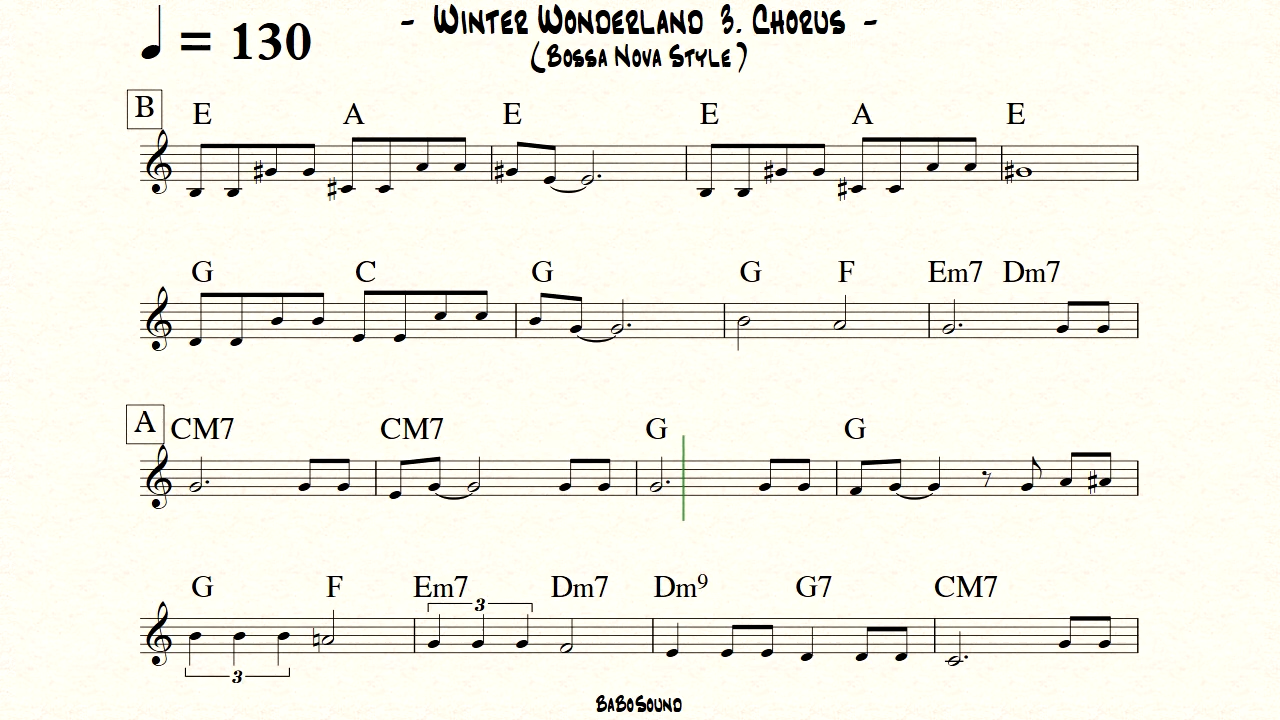 - Winter Wonderland 3. Chorus -
= 130
(Bossa Nova Style)
B
E A E E A E
G C G G F Em7 Dm7
A
CM7 CM7 G G
G F Em7 Dm7 Dm9 G7 CM7
3
3
BaBoSound